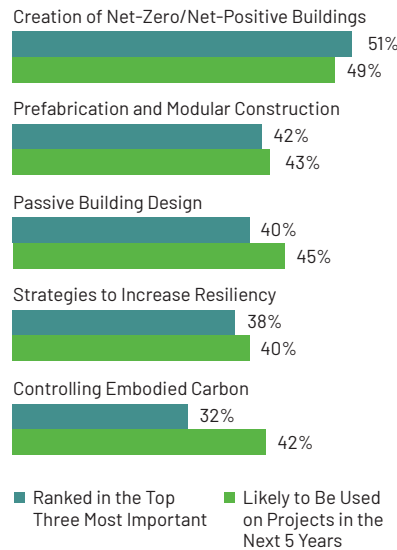 Creation of Net-Zero/Net-Positive Buildings
51%
49%
Prefabrication and Modular Construction
42%
43%
Passive Building Design
40%
45%
Strategies to Increase Resiliency
38%
40%
Controlling Embodied Carbon
32%
42%
Ranked in the Top
Three Most Important
Likely to Be Used
on Projects in the
Next 5 Years